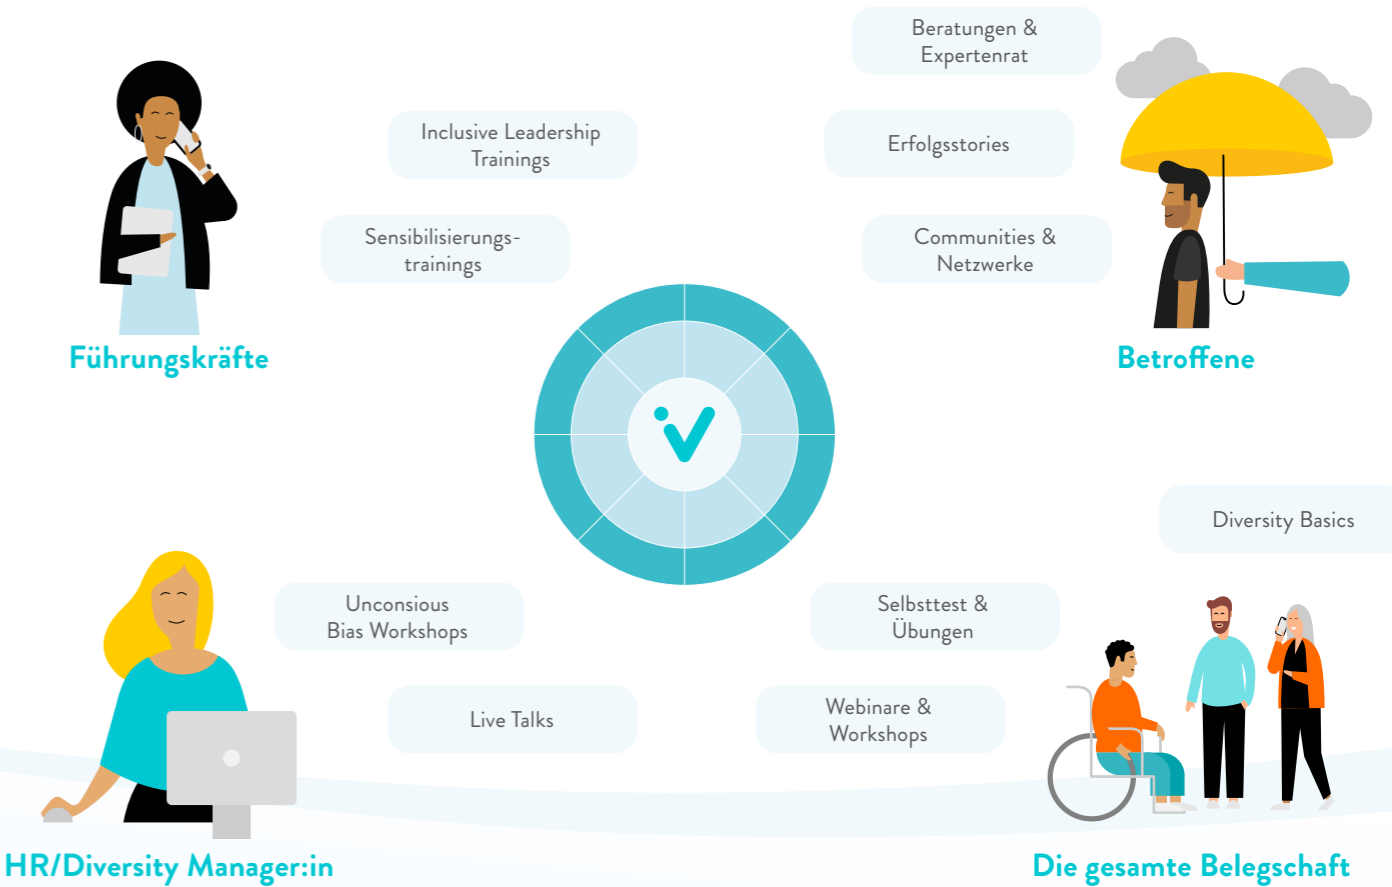 Beratungen &
Expertenrat
Inclusive Leadership
Trainings
Erfolgsstories
Sensibilisierungs-
trainings
Communities &
Netzwerke
Führungskräfte
Betroffene
Diversity Basics
Unconsious
Bias Workshops
Selbsttest &
Übungen
Live Talks
Webinare &
Workshops
HR/Diversity Manager:in
Die gesamte Belegschaft